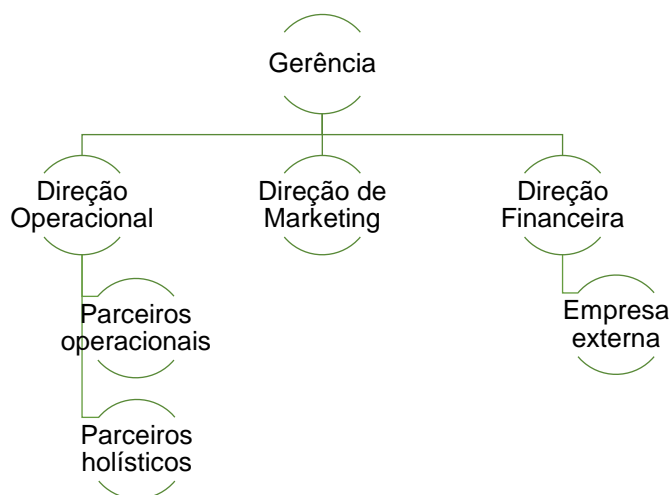 Gerência
Direção
Operacional
Direção de
Marketing
Direção
Financeira
Parceiros
operacionais
Empresa
externa
Parceiros
holísticos